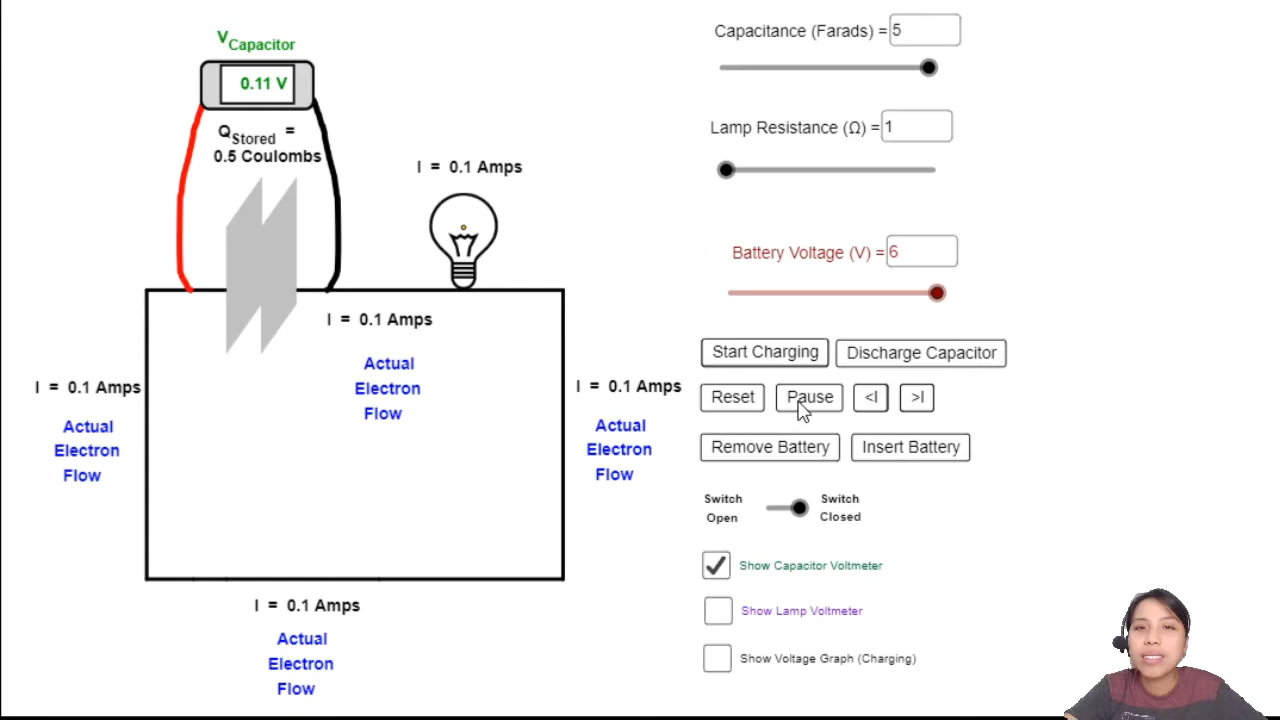 V Capacitor
0.11 V
Q Stored =
0.5 Coulombs
I = 0.1 Amps
I = 0.1 Amps
Actual
Electron
Flow
I = 0.1 Amps
Actual
Electron
Flow
I = 0.1 Amps
Actual
Electron
Flow
I = 0.1 Amps
Actual
Electron
Flow
Capacitance (Farads) = 5
Lamp Resistance (Ω) = 1
Battery Voltage (V) = 6
Start Charging Discharge Capacitor
Reset Pause <I >I
Remove Battery Insert Battery
Switch Switch
Open Closed
Show Capacitor Voltmeter
Show Lamp Voltmeter
Show Voltage Graph (Charging)